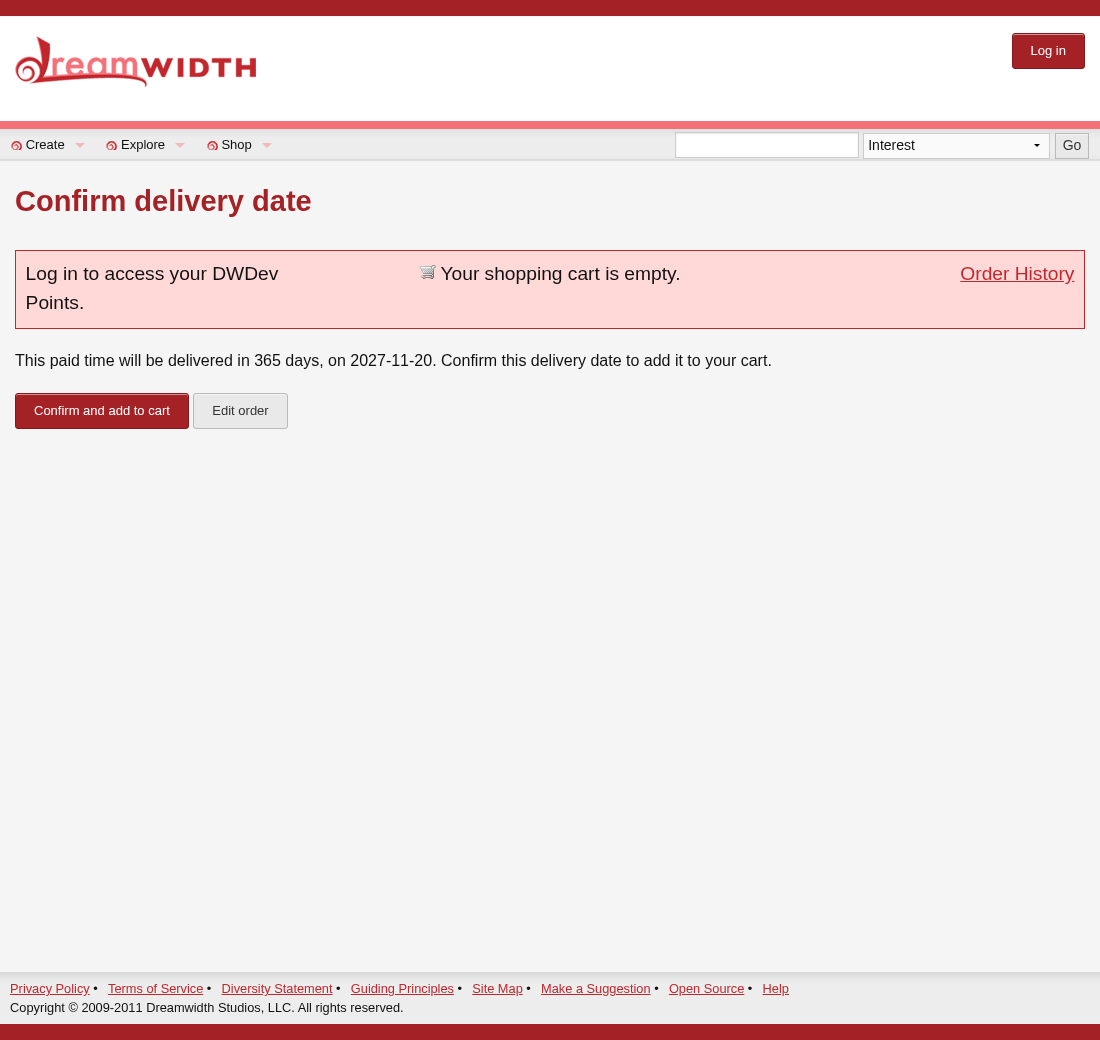 dreamWIDTH
Log in
Create
Explore
Shop
Interest
Go
Confirm delivery date
Log in to access your DWDev
Points.
Your shopping cart is empty.
Order History
This paid time will be delivered in 365 days, on 2027-11-20. Confirm this delivery date to add it to your cart.
Confirm and add to cart
Edit order
Privacy Policy • Terms of Service • Diversity Statement • Guiding Principles • Site Map • Make a Suggestion • Open Source • Help
Copyright © 2009-2011 Dreamwidth Studios, LLC. All rights reserved.